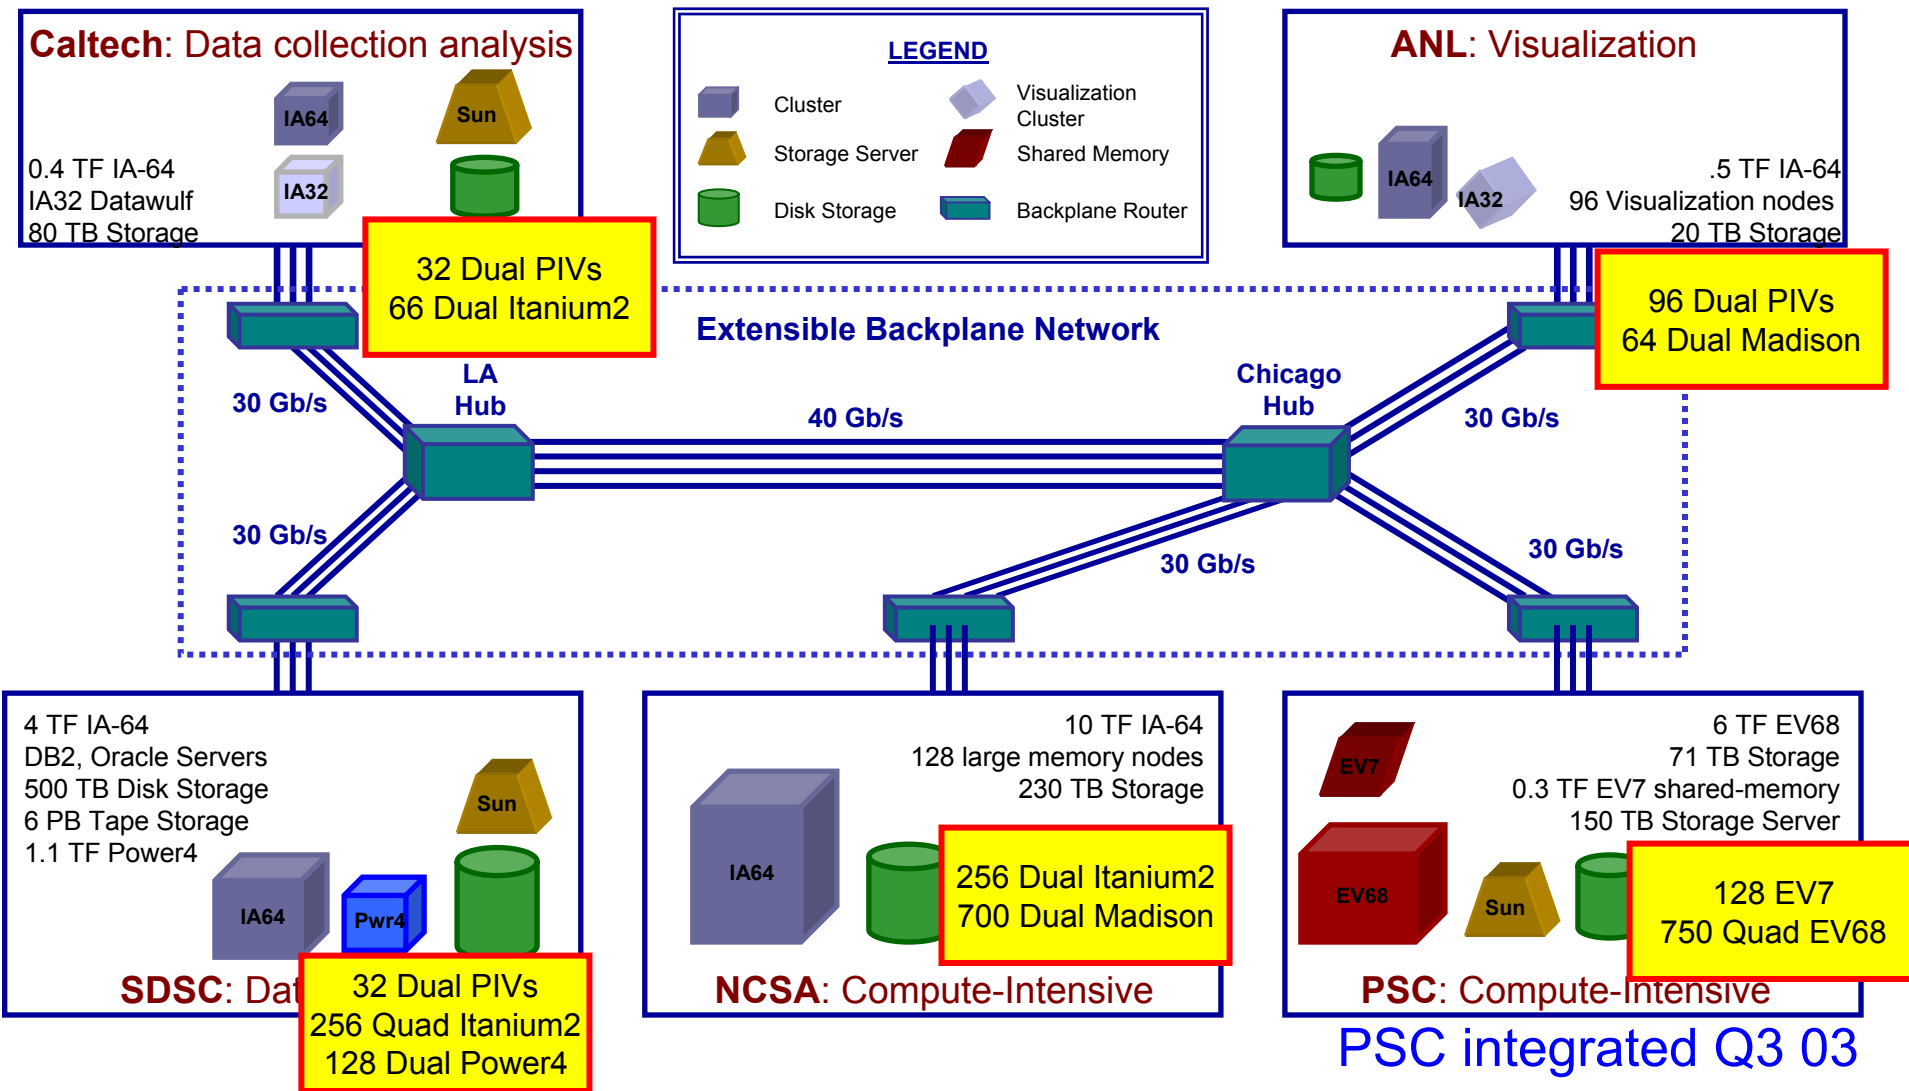 Caltech: Data collection analysis
IA64
Sun
IA32
0.4 TF IA-64
IA32 Datawulf
80 TB Storage
32 Dual PIVs
66 Dual Itanium2
LEGEND
Cluster
Visualization
Cluster
Storage Server
Shared Memory
Disk Storage
Backplane Router
ANL: Visualization
IA64
IA32
.5 TF IA-64
96 Visualization nodes
20 TB Storage
96 Dual PIVs
64 Dual Madison
Extensible Backplane Network
LA
Hub
Chicago
Hub
30 Gb/s
40 Gb/s
30 Gb/s
30 Gb/s
30 Gb/s
30 Gb/s
4 TF IA-64
DB2, Oracle Servers
500 TB Disk Storage
6 PB Tape Storage
1.1 TF Power4
Sun
IA64
Pwr4
SDSC: Dat
32 Dual PIVs
256 Quad Itanium2
128 Dual Power4
10 TF IA-64
128 large memory nodes
230 TB Storage
IA64
256 Dual Itanium2
700 Dual Madison
NCSA: Compute-Intensive
6 TF EV68
71 TB Storage
0.3 TF EV7 shared-memory
150 TB Storage Server
EV7
EV68
Sun
128 EV7
750 Quad EV68
PSC: Compute-Intensive
PSC integrated Q3 03